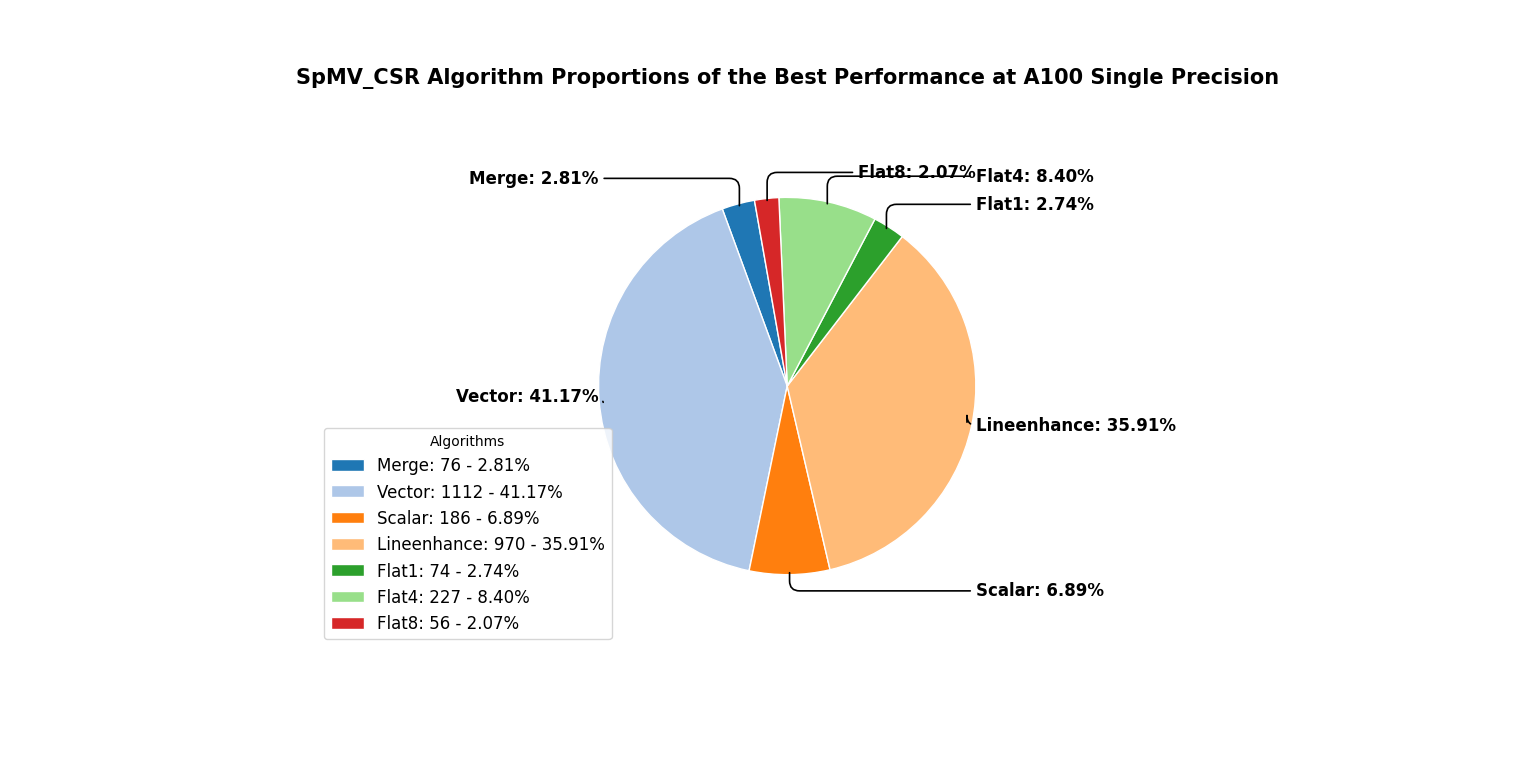 SpMV_CSR Algorithm Proportions of the Best Performance at A100 Single Precision
Merge: 2.81%
Flat8: 2.07%
Flat4: 8.40%
Flat1: 2.74%
Vector: 41.17%
Lineenhance: 35.91%
Scalar: 6.89%
Algorithms
Merge: 76 - 2.81%
Vector: 1112 - 41.17%
Scalar: 186 - 6.89%
Lineenhance: 970 - 35.91%
Flat1: 74 - 2.74%
Flat4: 227 - 8.40%
Flat8: 56 - 2.07%